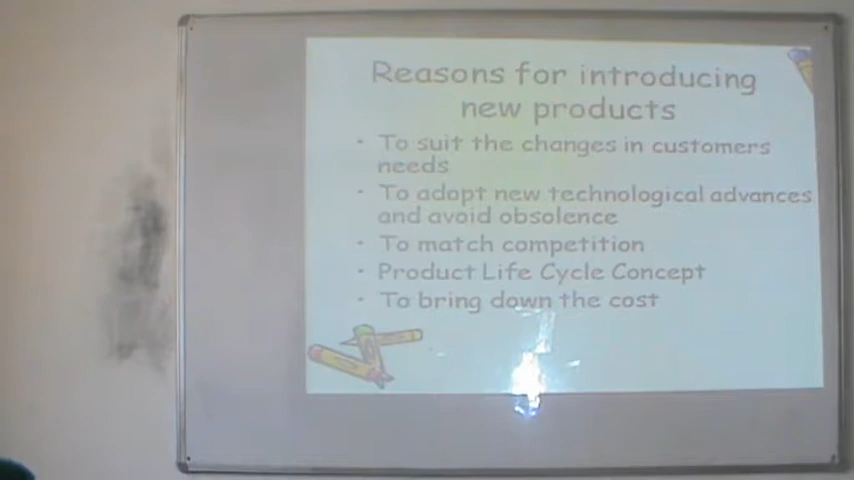 Reasons for introducing
new products
• To suit the changes in customers
needs
• To adopt new technological advances
and avoid obsolence
• To match competition
• Product Life Cycle Concept
• To bring down the cost